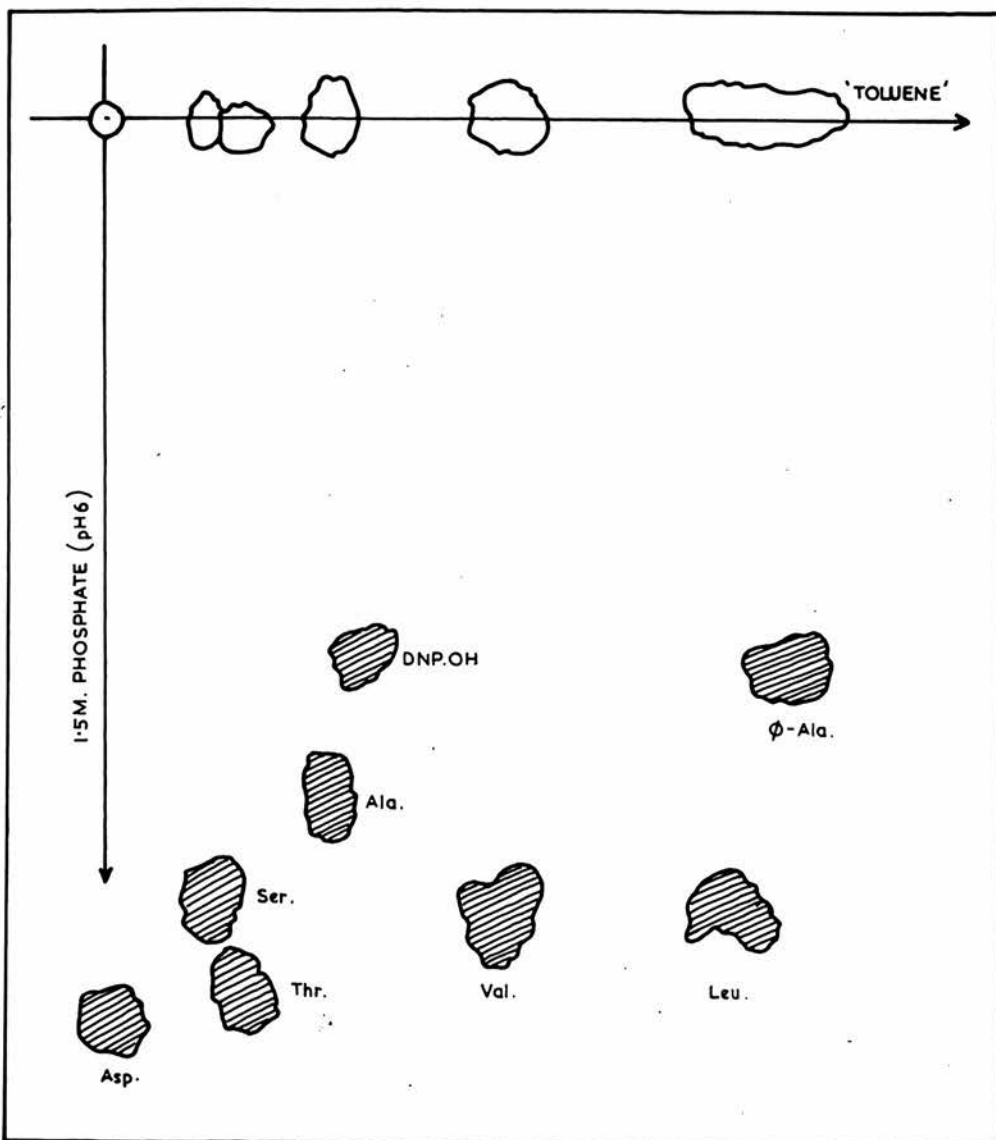 'TOLUENE'
1·5M. PHOSPHATE (pH6)
DNP.OH
φ-Ala.
Ala.
Ser.
Thr.
Val.
Leu.
Asp.